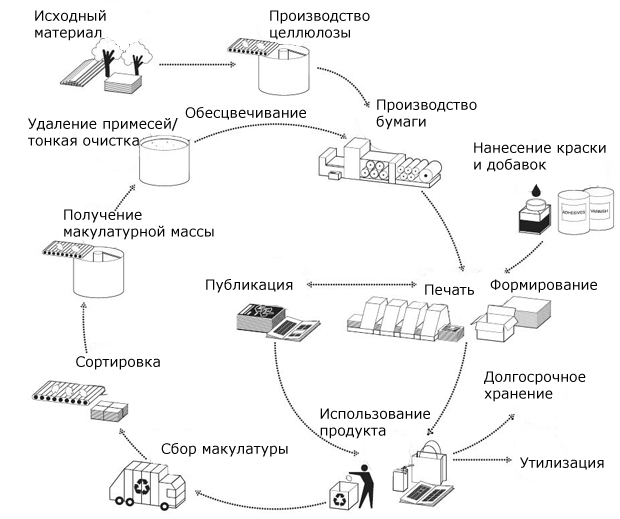 Исходный
материал
Производство
целлюлозы
Удаление примесей/
тонкая очистка
Обесцвечивание
Производство
бумаги
Нанесение краски
и добавок
ADHESIVES
VARNISH
Получение
макулатурной массы
Публикация
Печать
Формирование
Сортировка
Долгосрочное
хранение
Использование
продукта
Сбор макулатуры
Утилизация